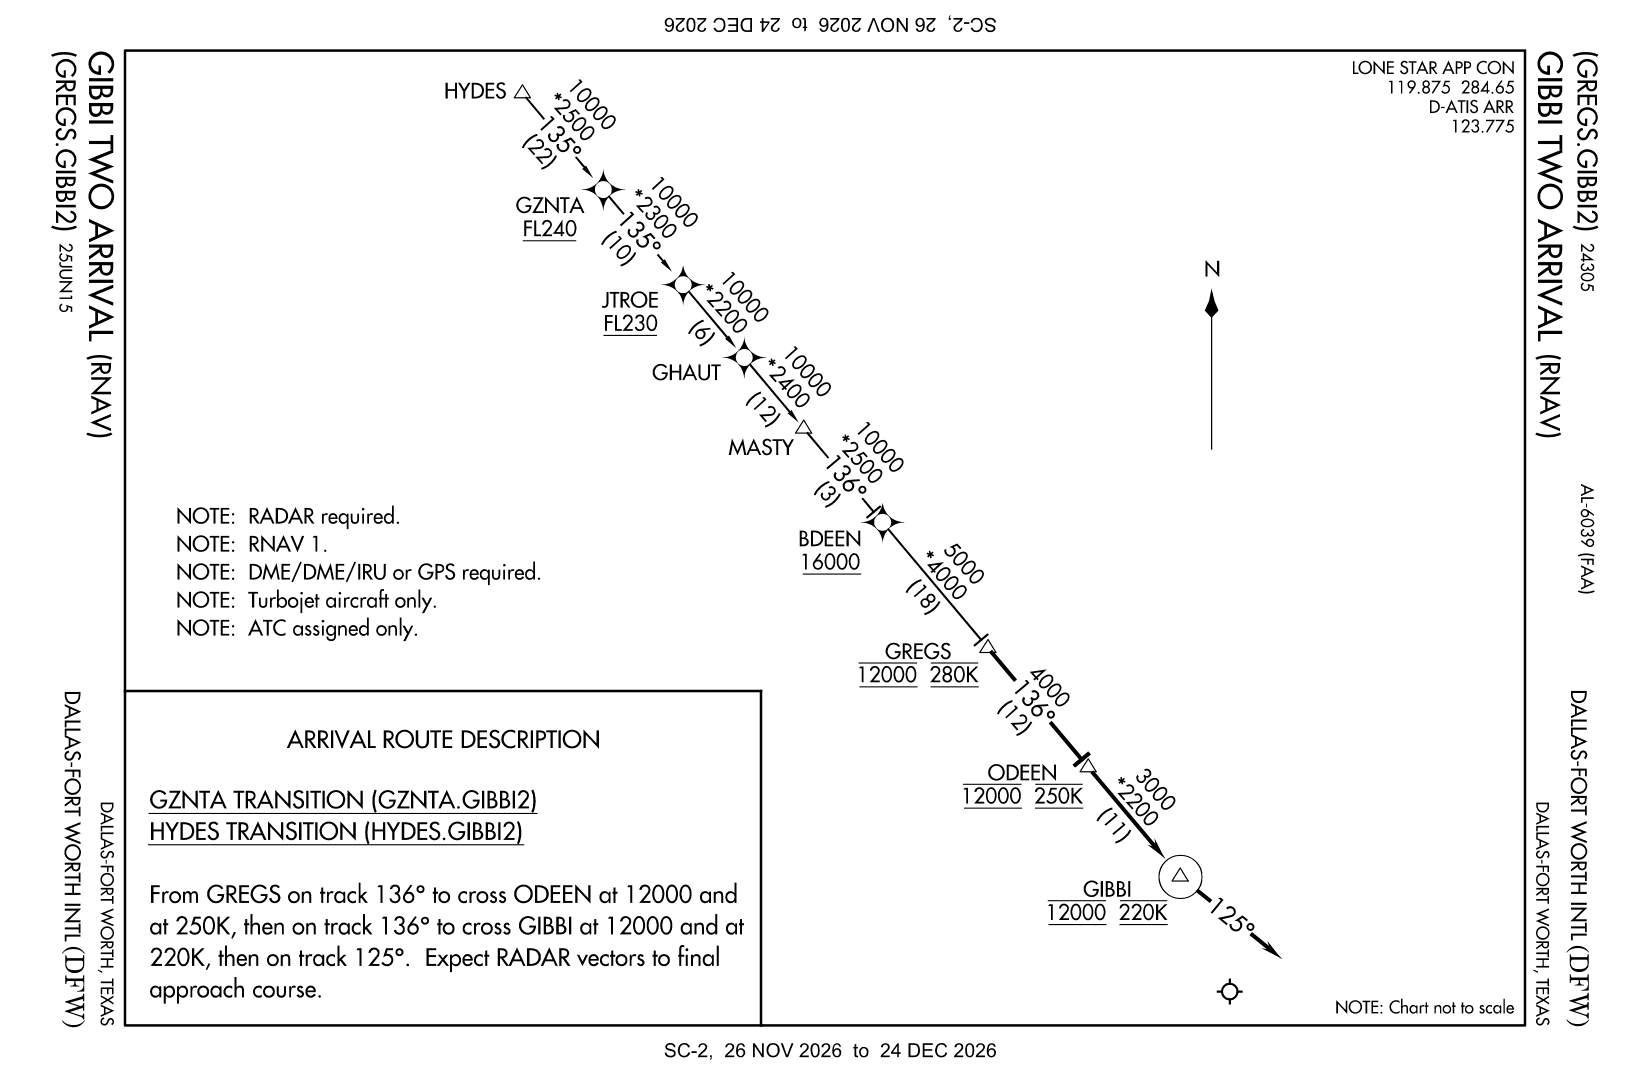 SC-2, 26 NOV 2026 to 24 DEC 2026
(GREGS.GIBBI2) 25JUN15
GIBBI TWO ARRIVAL (RNAV)
DALLAS-FORT WORTH INTL (DFW)
DALLAS-FORT WORTH, TEXAS
(GREGS.GIBBI2) 24305
GIBBI TWO ARRIVAL (RNAV)
AL-6039 (FAA)
DALLAS-FORT WORTH INTL (DFW)
DALLAS-FORT WORTH, TEXAS
LONE STAR APP CON
119.875 284.65
D-ATIS ARR
123.775
HYDES
10000
*2500
135°
(22)
GZNTA
FL240
10000
*2300
135°
(10)
JTROE
FL230
10000
*2200
(6)
GHAUT
10000
*2400
(12)
MASTY
10000
*2500
136°
(3)
BDEEN
16000
5000
*4000
(18)
GREGS
12000 280K
4000
136°
(12)
ODEEN
12000 250K
3000
*2200
(11)
GIBBI
12000 220K
125°
N
NOTE: RADAR required.
NOTE: RNAV 1.
NOTE: DME/DME/IRU or GPS required.
NOTE: Turbojet aircraft only.
NOTE: ATC assigned only.
ARRIVAL ROUTE DESCRIPTION
GZNTA TRANSITION (GZNTA.GIBBI2)
HYDES TRANSITION (HYDES.GIBBI2)
From GREGS on track 136° to cross ODEEN at 12000 and
at 250K, then on track 136° to cross GIBBI at 12000 and at
220K, then on track 125°. Expect RADAR vectors to final
approach course.
NOTE: Chart not to scale
SC-2, 26 NOV 2026 to 24 DEC 2026